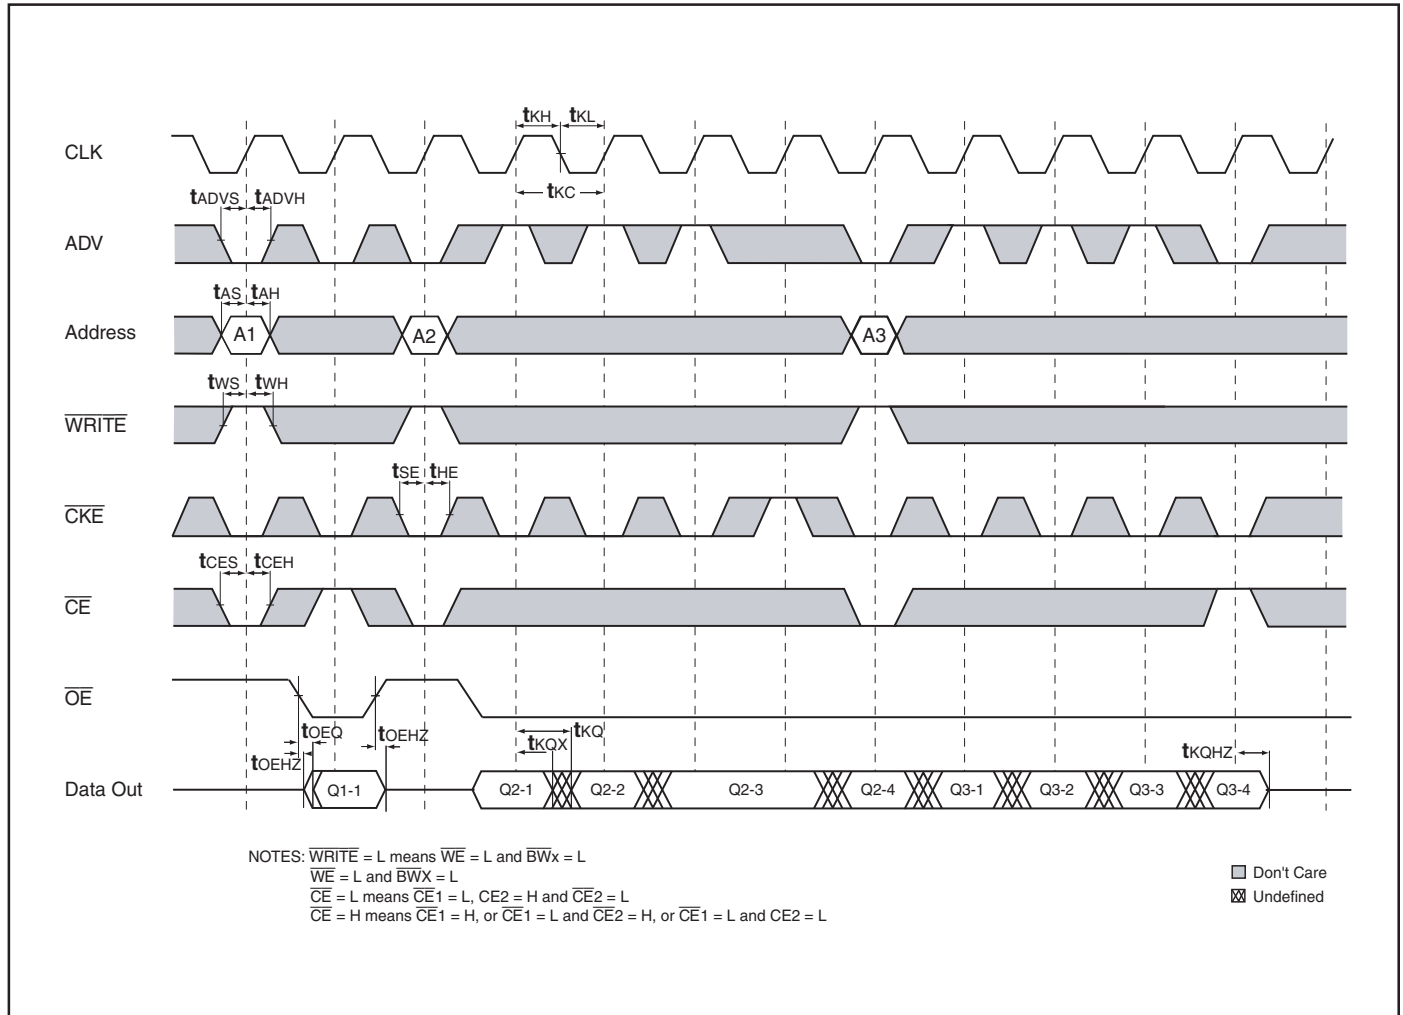 tKH tKL
CLK
tKC
tADVS tADVH
ADV
tAS tAH
Address A1 A2 A3
tWS tWH
WRITE
tSE tHE
CKE
tCES tCEH
CE
OE
tOEQ tOEHZ tKQ
tKQX
tOEHZ tKQHZ
Data Out Q1-1 Q2-1 Q2-2 Q2-3 Q2-4 Q3-1 Q3-2 Q3-3 Q3-4
NOTES: WRITE = L means WE = L and BWx = L
WE = L and BWX = L
CE = L means CE1 = L, CE2 = H and CE2 = L
CE = H means CE1 = H, or CE1 = L and CE2 = H, or CE1 = L and CE2 = L
Don't Care
Undefined